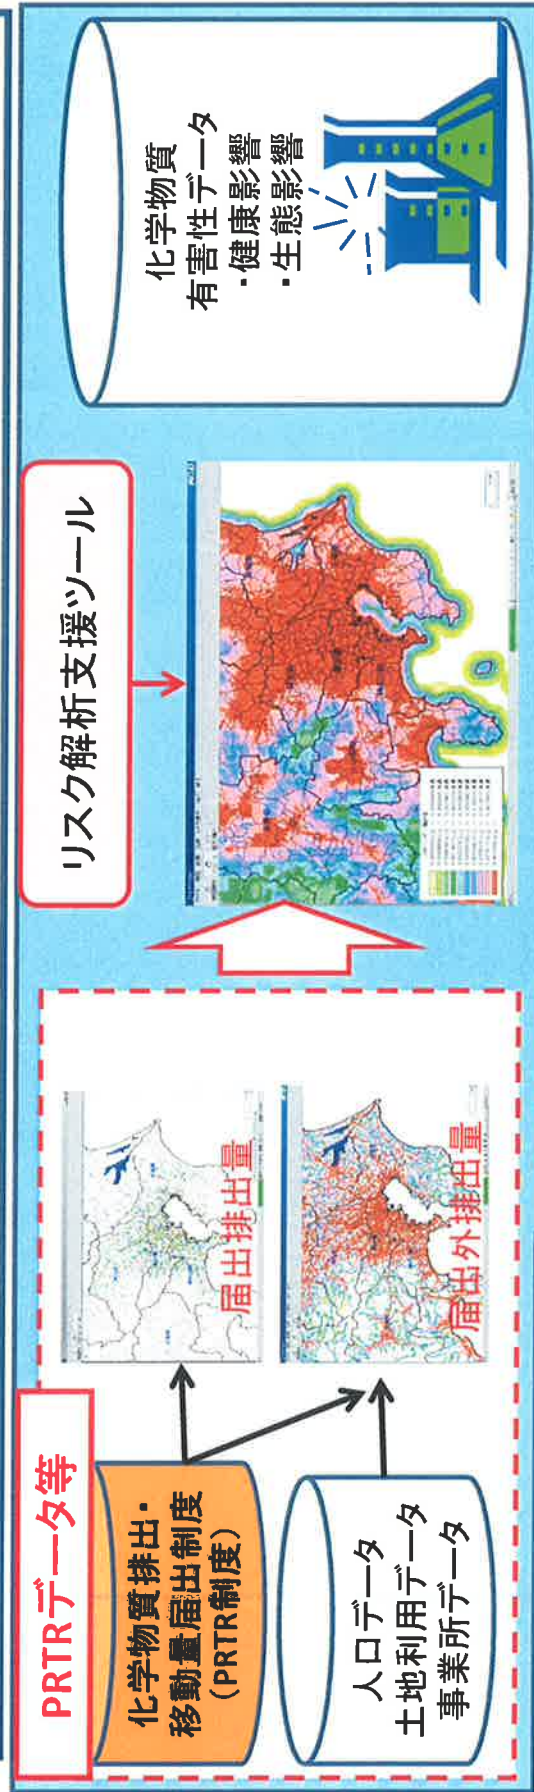 PRTRデータ等
化学物質排出・
移動量届出制度
(PRTR制度)
人口データ
土地利用データ
事業所データ
届出排出量
届出外排出量
リスク解析支援ツール
化学物質
有害性データ
・健康影響
・生態影響